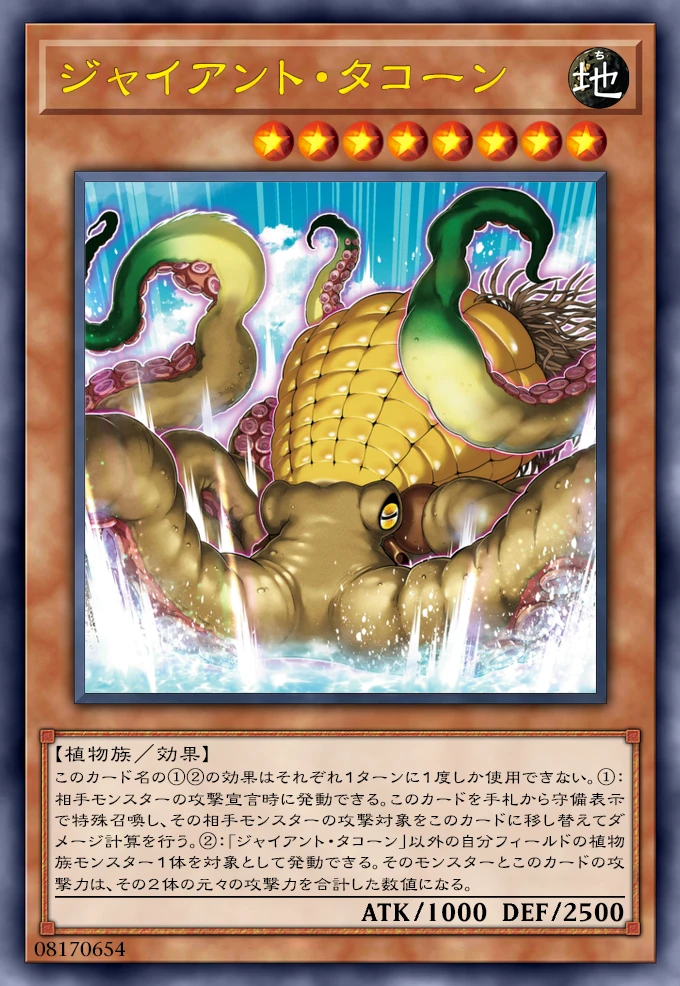 ジャイアント・タコーン
ち
地
【植物族／効果】
このカード名の①②の効果はそれぞれ１ターンに１度しか使用できない。①：
相手モンスターの攻撃宣言時に発動できる。このカードを手札から守備表示
で特殊召喚し、その相手モンスターの攻撃対象をこのカードに移し替えてダ
メージ計算を行う。②：「ジャイアント・タコーン」以外の自分フィールドの植物
族モンスター１体を対象として発動できる。そのモンスターとこのカードの攻
撃力は、その２体の元々の攻撃力を合計した数値になる。
ATK/1000 DEF/2500
08170654